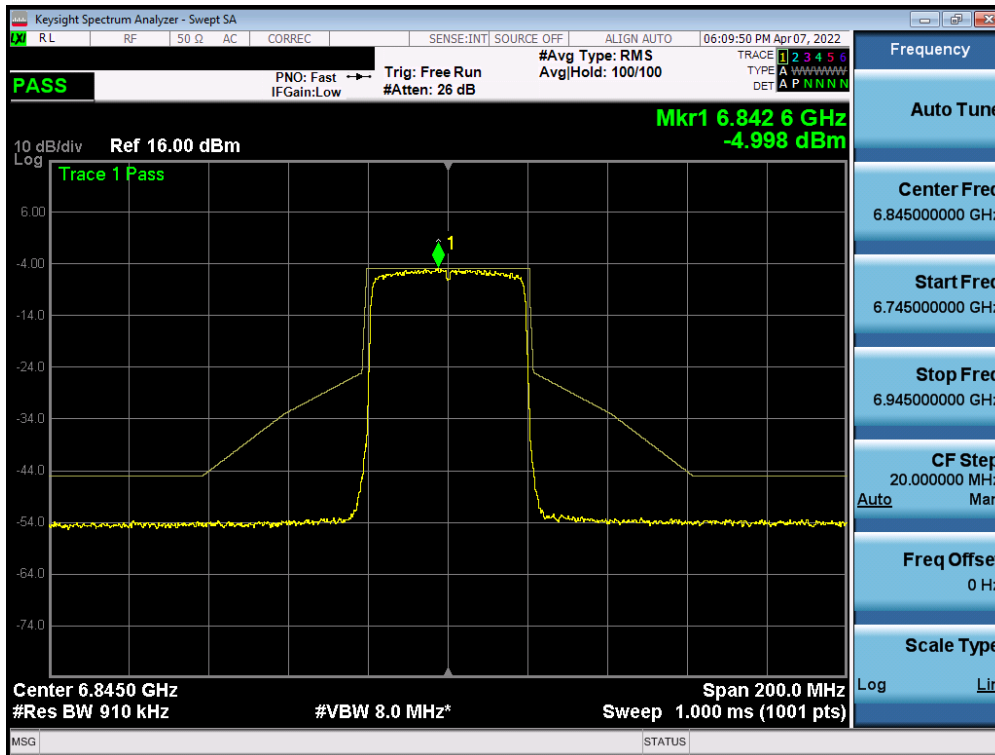 Keysight Spectrum Analyzer - Swept SA
LXI RL RF 50 Ω AC CORREC SENSE:INT SOURCE OFF ALIGN AUTO 06:09:50 PM Apr 07, 2022
PASS
PNO: Fast
IFGain:Low
Trig: Free Run
#Atten: 26 dB
#Avg Type: RMS
Avg|Hold: 100/100
TRACE 1 2 3 4 5 6
TYPE A WWWWW
DET A P N N N N
Mkr1 6.842 6 GHz
-4.998 dBm
10 dB/div Ref 16.00 dBm
Log
Trace 1 Pass
1
6.00
-4.00
-14.0
-24.0
-34.0
-44.0
-54.0
-64.0
-74.0
Center 6.8450 GHz Span 200.0 MHz
#Res BW 910 kHz #VBW 8.0 MHz* Sweep 1.000 ms (1001 pts)
MSG STATUS
Frequency
Auto Tune
Center Freq
6.845000000 GHz
Start Freq
6.745000000 GHz
Stop Freq
6.945000000 GHz
CF Step
20.000000 MHz
Auto Man
Freq Offset
0 Hz
Scale Type
Log Lin